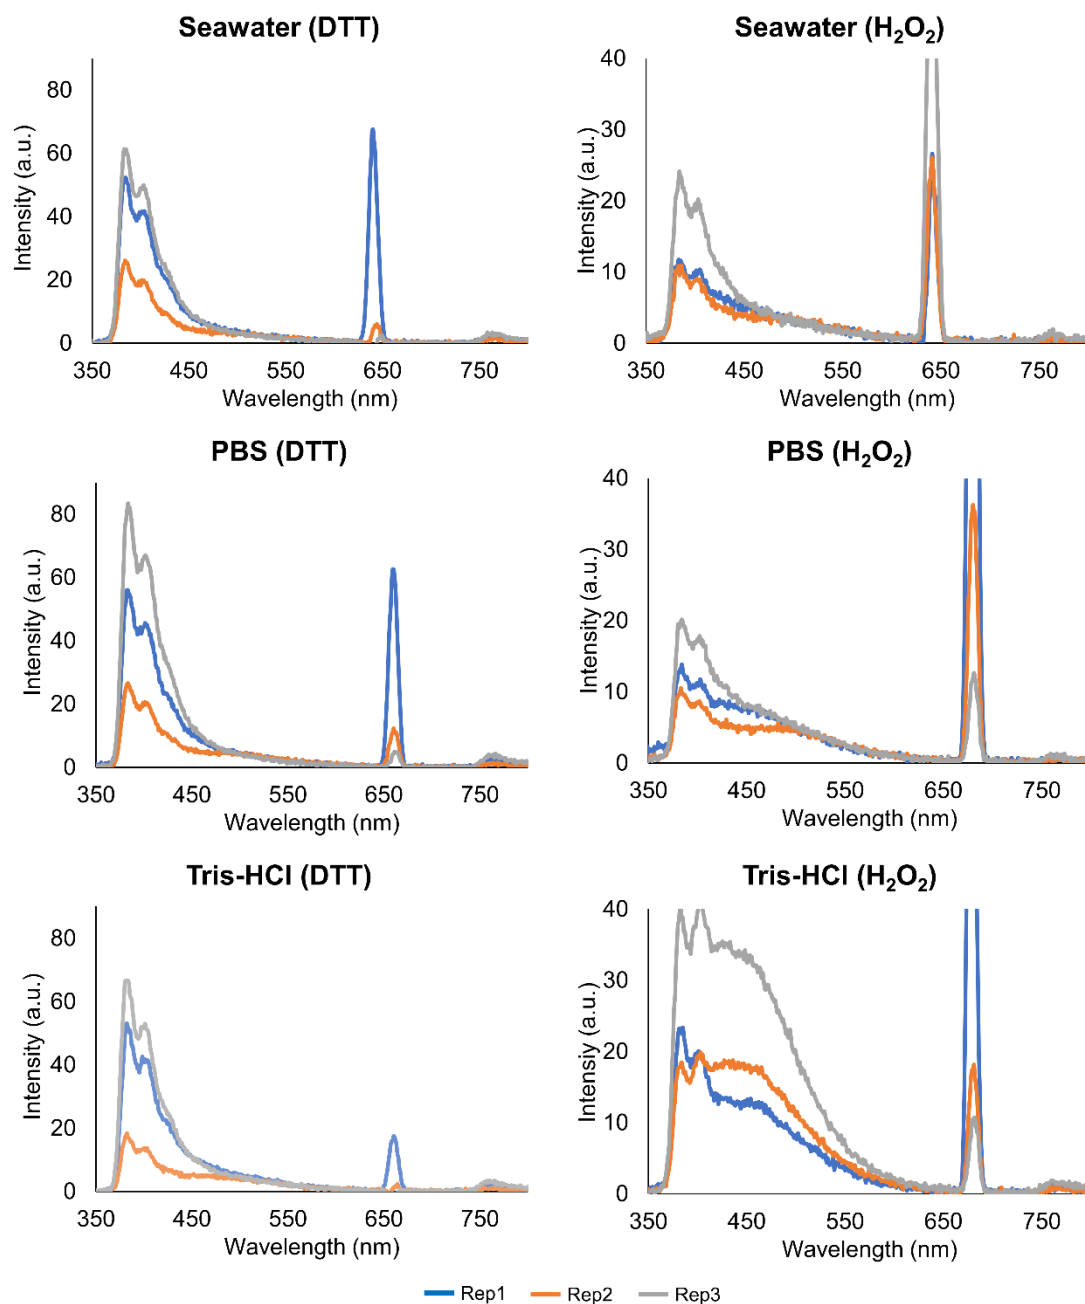 Seawater (DTT)
Intensity (a.u.)
80
60
40
20
0
350 450 550 650 750
Wavelength (nm)
Seawater (H₂O₂)
Intensity (a.u.)
40
30
20
10
0
350 450 550 650 750
Wavelength (nm)
PBS (DTT)
Intensity (a.u.)
80
60
40
20
0
350 450 550 650 750
Wavelength (nm)
PBS (H₂O₂)
Intensity (a.u.)
40
30
20
10
0
350 450 550 650 750
Wavelength (nm)
Tris-HCl (DTT)
Intensity (a.u.)
80
60
40
20
0
350 450 550 650 750
Wavelength (nm)
Tris-HCl (H₂O₂)
Intensiy (a.u.)
40
30
20
10
0
350 450 550 650 750
Wavelength (nm)
Rep1 Rep2 Rep3